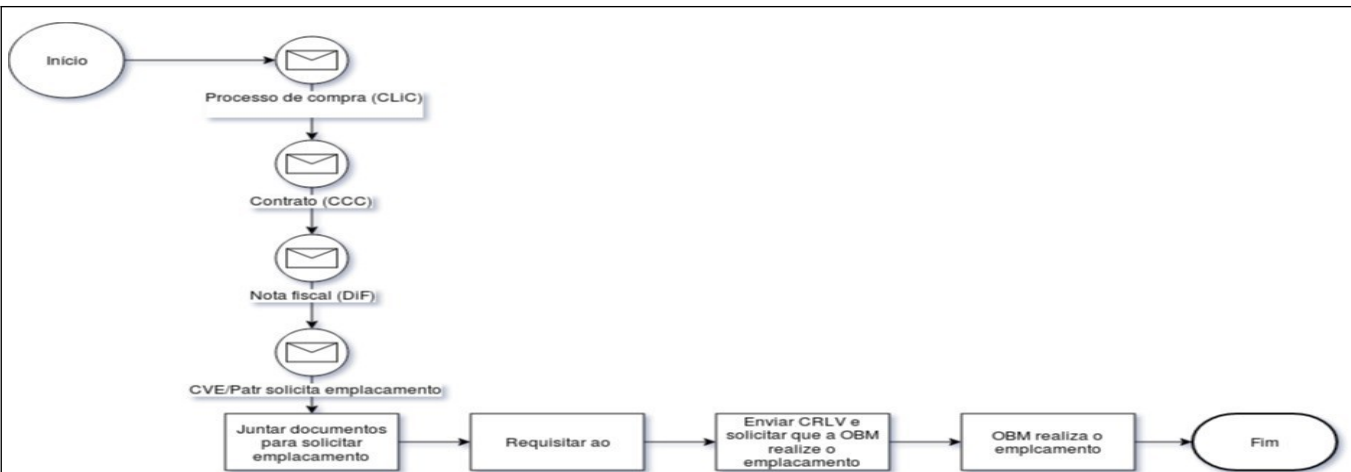 Início
Processo de compra (CLiC)
Contrato (CCC)
Nota fiscal (DiF)
CVE/Patr solicita emplacamento
Juntar documentos
para solicitar
emplacamento
Requisitar ao
Enviar CRLV e
solicitar que a OBM
realize o
emplacamento
OBM realiza o
emplcamento
Fim